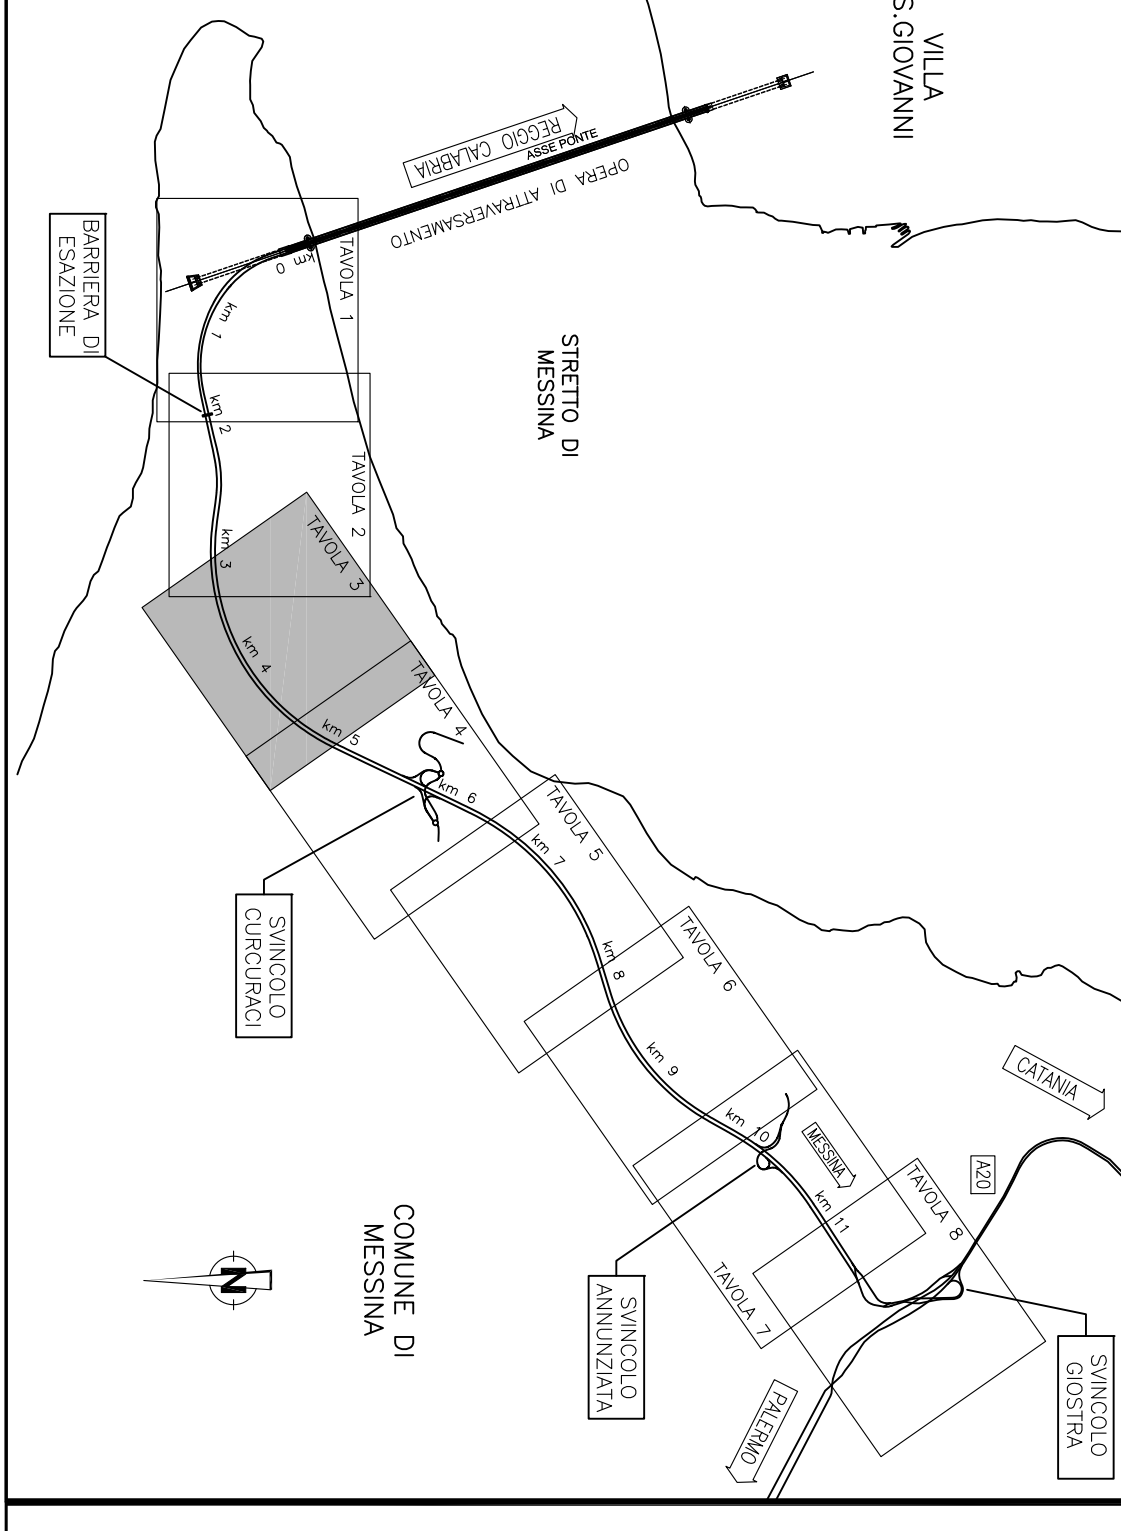 VILLA
S.GIOVANNI
REGGIO CALABRIA
ASSE PONTE
OPERA DI ATTRAVERSAMENTO
STRETTO DI
MESSINA
BARRIERA DI
ESAZIONE
TAVOLA 1
km 0
km 1
TAVOLA 2
km 2
TAVOLA 3
km 3
km 4
TAVOLA 4
km 5
km 6
SVINCOLO
CURCURACI
TAVOLA 5
km 7
TAVOLA 6
km 8
km 9
CATANIA
A20
MESSINA
km 10
km 11
TAVOLA 7
TAVOLA 8
SVINCOLO
ANNUNZIATA
SVINCOLO
GIOSTRA
PALERMO
COMUNE DI
MESSINA
N